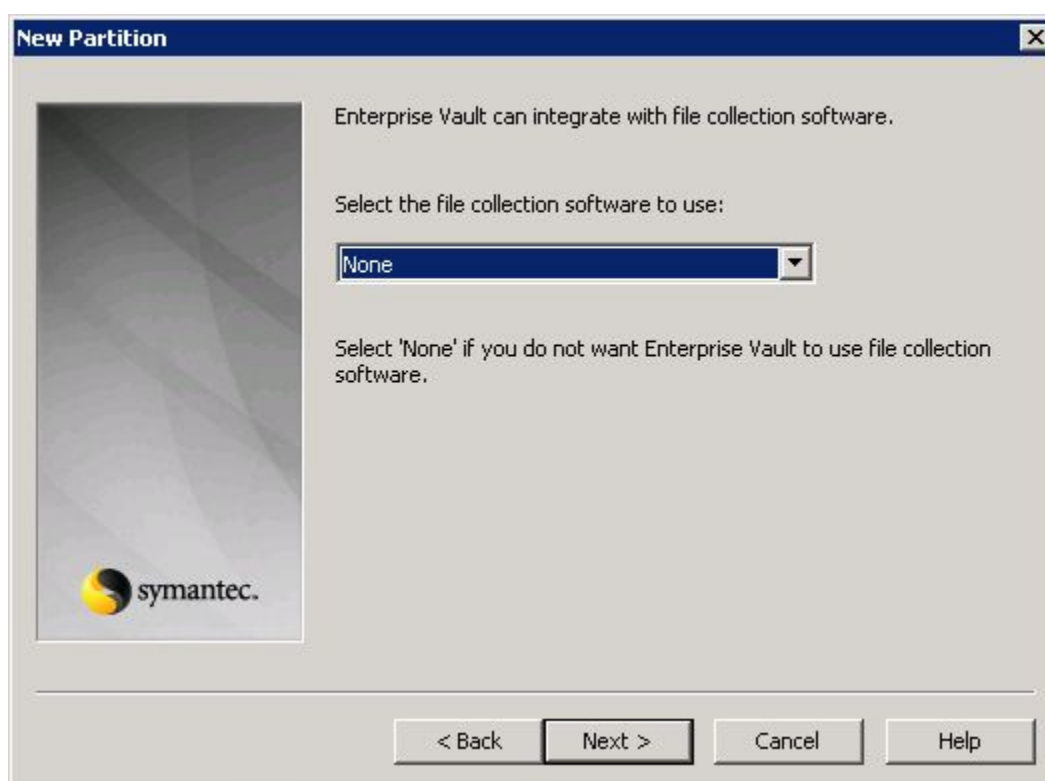 New Partition
Enterprise Vault can integrate with file collection software.
Select the file collection software to use:
None
Select 'None' if you do not want Enterprise Vault to use file collection
software.
symantec.
< Back
Next >
Cancel
Help